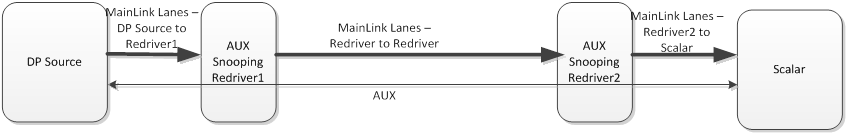 MainLink Lanes –
DP Source to
Redriver1
MainLink Lanes –
Redriver to Redriver
MainLink Lanes –
Redriver2 to
Scalar
DP Source
AUX
Snooping
Redriver1
AUX
Snooping
Redriver2
Scalar
AUX